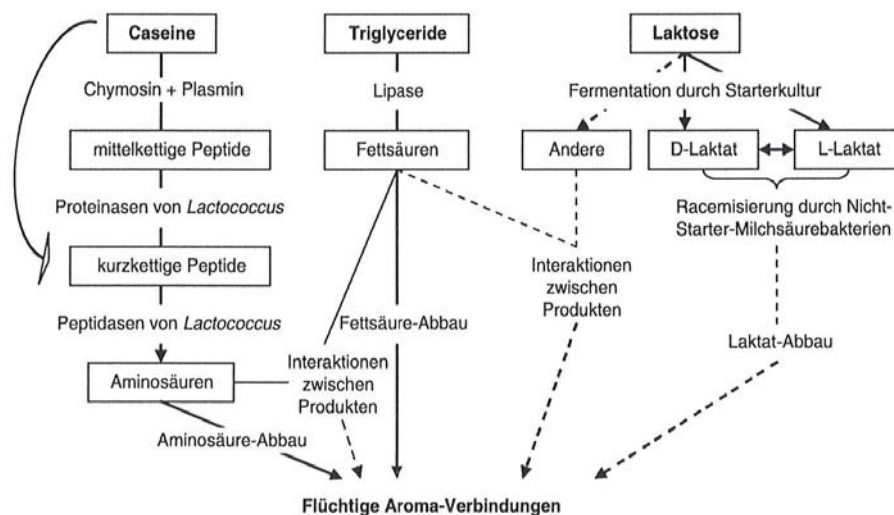 Caseine
Triglyceride
Laktose
Chymosin + Plasmin
Lipase
Fermentation durch Starterkultur
mittelkettige Peptide
Fettsäuren
Andere
D-Laktat
L-Laktat
Proteinasen von Lactococcus
Racemisierung durch Nicht-
Starter-Milchsäurebakterien
kurzkettige Peptide
Interaktionen
zwischen
Produkten
Peptidasen von Lactococcus
Fettsäure-Abbau
Laktat-Abbau
Aminosäuren
Interaktionen
zwischen
Produkten
Aminosäure-Abbau
Flüchtige Aroma-Verbindungen